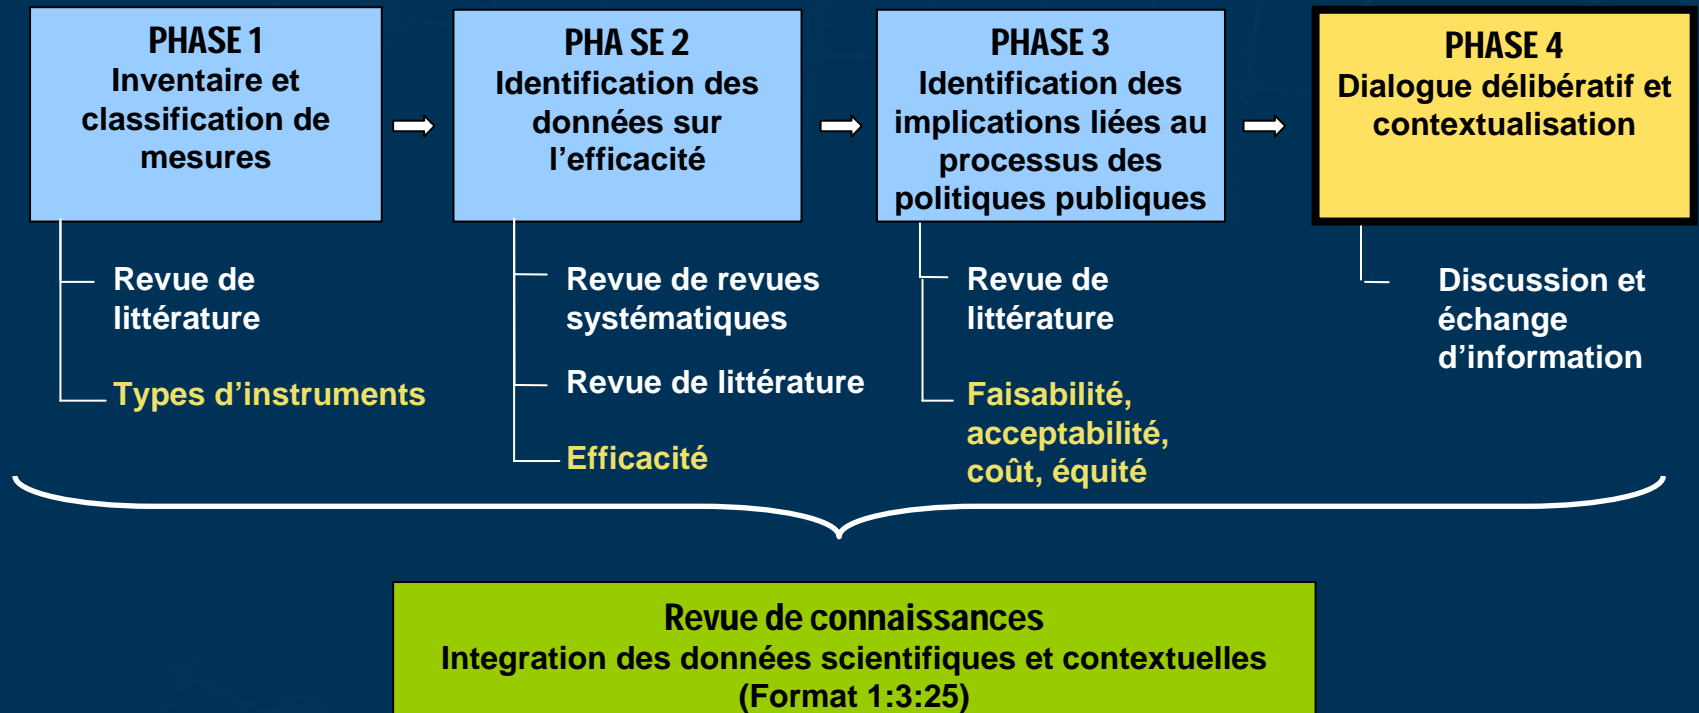 PHASE 1
Inventaire et
classification de
mesures
PHA SE 2
Identification des
données sur
l’efficacité
PHASE 3
Identification des
implications liées au
processus des
politiques publiques
PHASE 4
Dialogue délibératif et
contextualisation
Revue de
littérature
Types d’instruments
Revue de revues
systématiques
Revue de littérature
Efficacité
Revue de
littérature
Faisabilité,
acceptabilité,
coût, équité
Discussion et
échange
d’information
Revue de connaissances
Integration des données scientifiques et contextuelles
(Format 1:3:25)